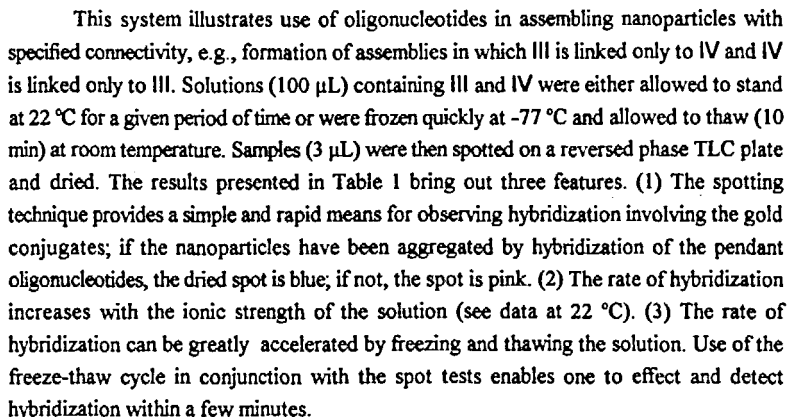 This system illustrates use of oligonucleotides in assembling nanoparticles with
specified connectivity, e.g., formation of assemblies in which III is linked only to IV and IV
is linked only to III. Solutions (100 µL) containing III and IV were either allowed to stand
at 22 °C for a given period of time or were frozen quickly at -77 °C and allowed to thaw (10
min) at room temperature. Samples (3 µL) were then spotted on a reversed phase TLC plate
and dried. The results presented in Table 1 bring out three features. (1) The spotting
technique provides a simple and rapid means for observing hybridization involving the gold
conjugates; if the nanoparticles have been aggregated by hybridization of the pendant
oligonucleotides, the dried spot is blue; if not, the spot is pink. (2) The rate of hybridization
increases with the ionic strength of the solution (see data at 22 °C). (3) The rate of
hybridization can be greatly accelerated by freezing and thawing the solution. Use of the
freeze-thaw cycle in conjunction with the spot tests enables one to effect and detect
hybridization within a few minutes.